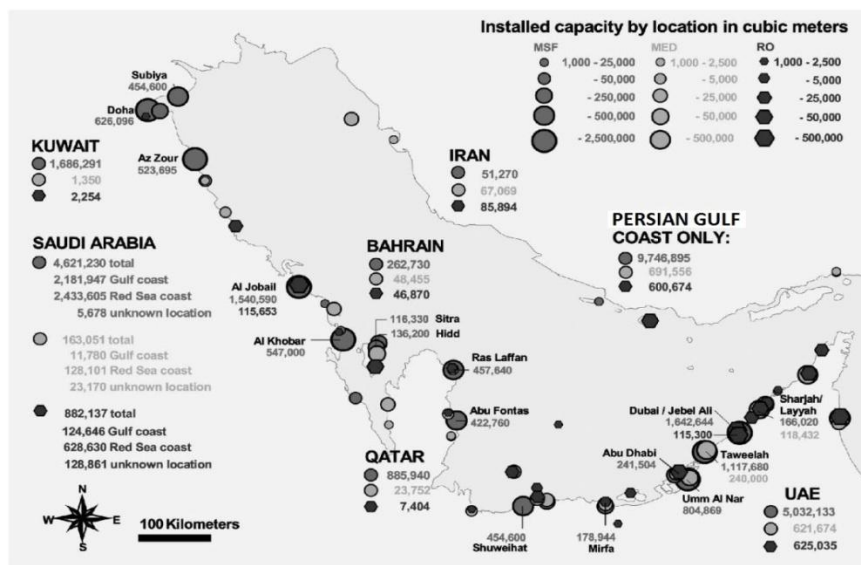 Installed capacity by location in cubic meters
MSF MED RO
1,000 - 25,000 1,000 - 2,500 1,000 - 2,500
- 50,000 - 5,000 - 5,000
- 250,000 - 25,000 - 25,000
- 500,000 - 50,000 - 50,000
- 2,500,000 - 500,000 - 500,000
Subiya
454,600
Doha
626,096
KUWAIT
1,686,291
1,350
2,254
Az Zour
523,695
IRAN
51,270
67,069
85,894
PERSIAN GULF
COAST ONLY:
9,746,895
691,556
600,674
SAUDI ARABIA
4,621,230 total
2,181,947 Gulf coast
2,433,605 Red Sea coast
5,678 unknown location
163,051 total
11,780 Gulf coast
128,101 Red Sea coast
23,170 unknown location
882,137 total
124,646 Gulf coast
628,630 Red Sea coast
128,861 unknown location
BAHRAIN
262,730
48,455
46,870
Al Jobail
1,540,590
115,653
116,330 Sitra
136,200 Hidd
Al Khobar
547,000
Ras Laffan
457,640
Abu Fontas
422,760
QATAR
885,940
23,752
7,404
Dubai / Jebel Ali
1,642,644
115,300
Sharjah/
Layyah
166,020
118,432
Abu Dhabi
241,504
Taweelah
1,117,680
240,000
Umm Al Nar
804,869
UAE
5,032,133
621,674
625,035
454,600
Shuweihat
178,944
Mirfa
N
W E
S
100 Kilometers